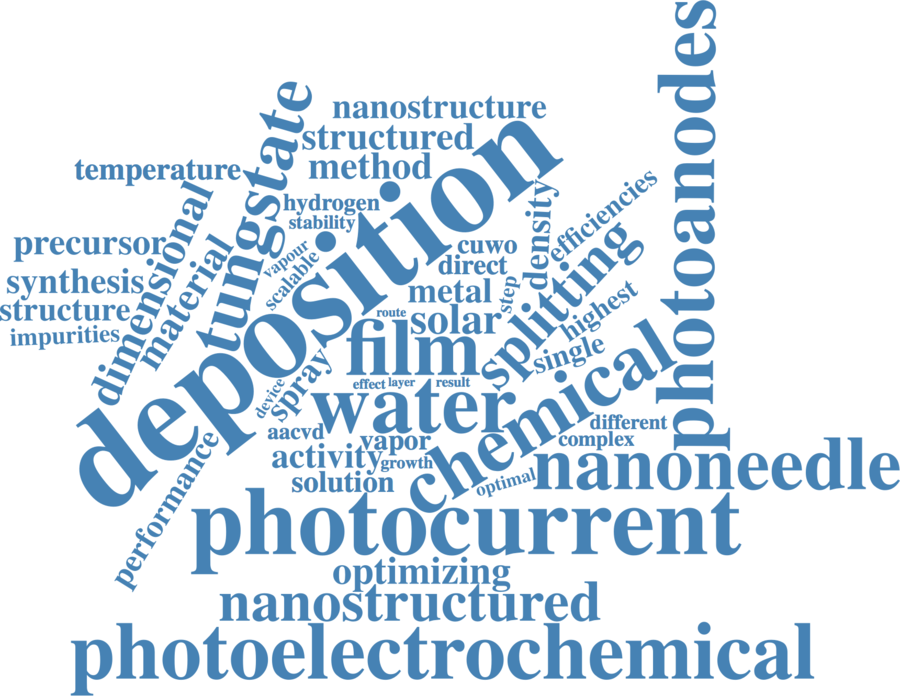 photoanodes
nanostructure
tungstate
structured
deposition
method
temperature
hydrogen
stability
density
efficiencies
dimensional
precursor
material
vapour
scalable
cuwo
direct
splitting
synthesis
metal
step
highest
structure
route
solar
impurities
film
single
chemical
spray
device
effect
layer
result
water
different
aacvd
vapor
complex
performance
activity
growth
nanoneedle
solution
optimal
photocurrent
optimizing
nanostructured
photoelectrochemical